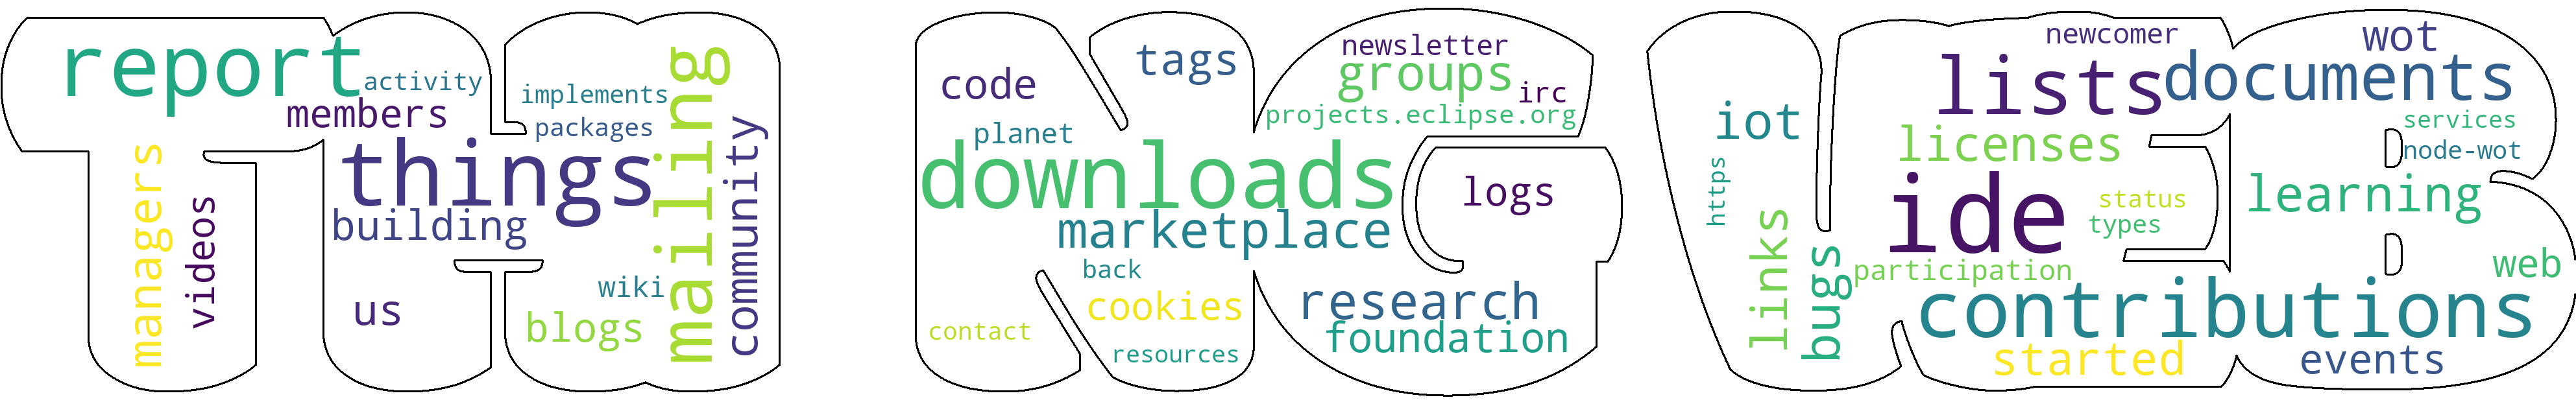 report
activity
members
implements
packages
things
mailing
community
managers
videos
building
us
wiki
blogs
code
tags
newsletter
groups
irc
projects.eclipse.org
planet
downloads
marketplace
logs
back
cookies
research
contact
resources
foundation
iot
https
links
bugs
newcomer
lists
documents
wot
licenses
services
node-wot
ide
status
types
learning
participation
web
contributions
started
events